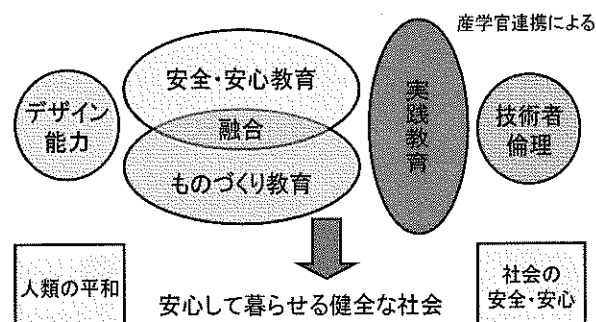 産学官連携による
安全・安心教育
デザイン
能力
融合
実践教育
技術者
倫理
ものづくり教育
人類の平和
安心して暮らせる健全な社会
社会の
安全・安心